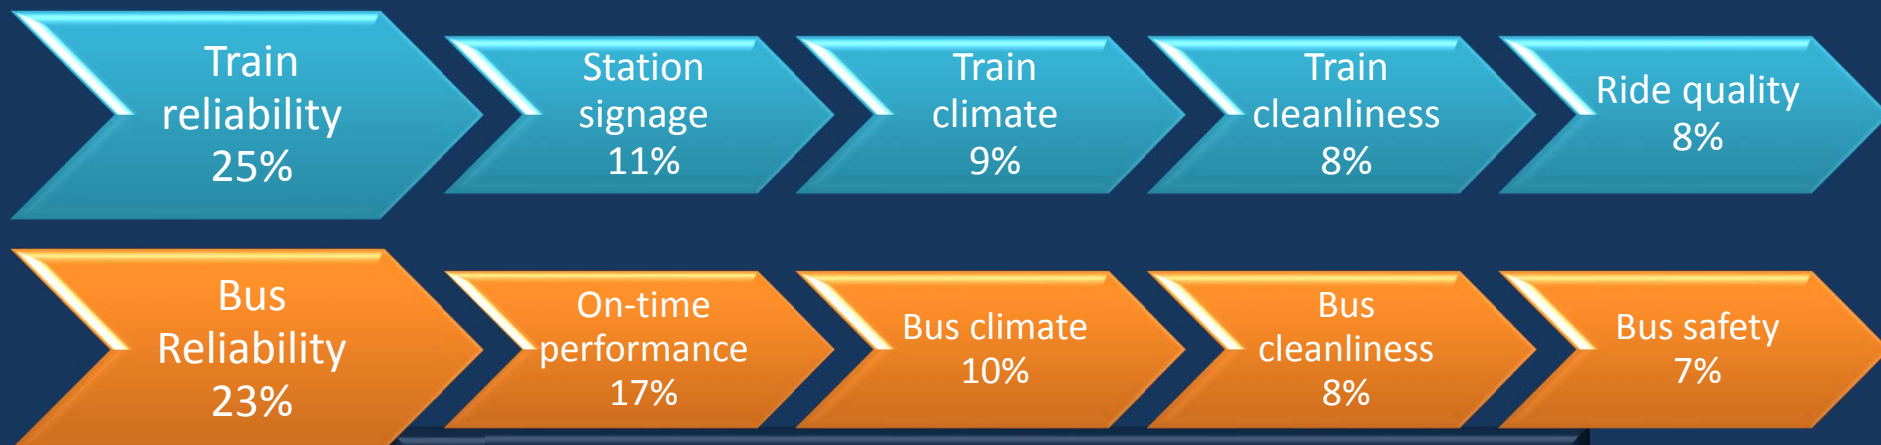 Train
reliability
25%
Station
signage
11%
Train
climate
9%
Train
cleanliness
8%
Ride quality
8%
Bus
Reliability
23%
On-time
performance
17%
Bus climate
10%
Bus
cleanliness
8%
Bus safety
7%